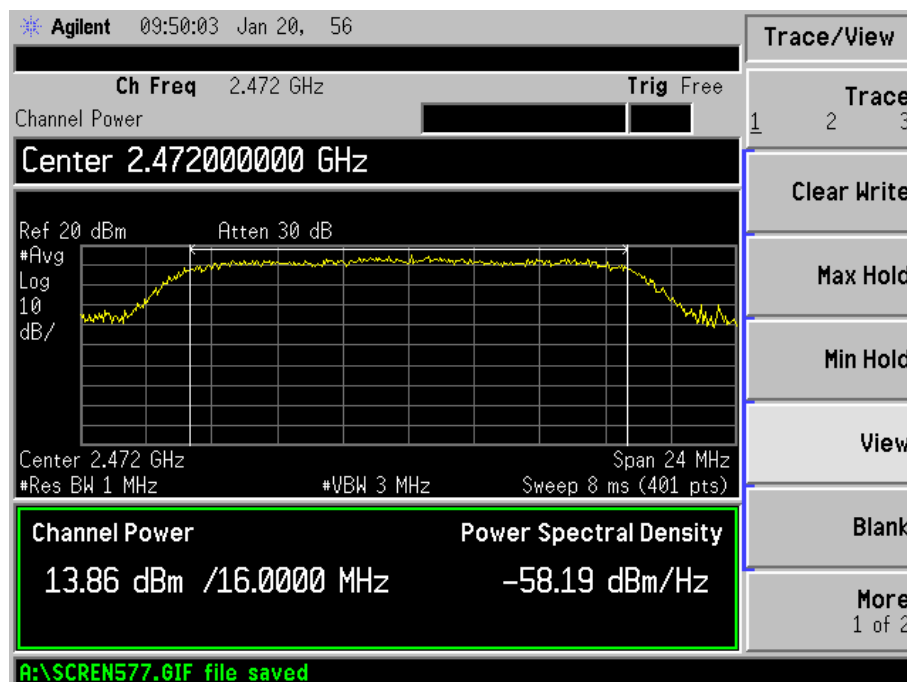 Agilent 09:50:03 Jan 20, 56
Trace/View
Ch Freq 2.472 GHz Trig Free
Channel Power
Trace
1 2 3
Center 2.472000000 GHz
Clear Write
Ref 20 dBm Atten 30 dB
#Avg
Log
10
dB/
Max Hold
Min Hold
Center 2.472 GHz Span 24 MHz
#Res BW 1 MHz #VBW 3 MHz Sweep 8 ms (401 pts)
View
Channel Power Power Spectral Density
13.86 dBm /16.0000 MHz -58.19 dBm/Hz
Blank
More
1 of 2
A:\SCREN577.GIF file saved